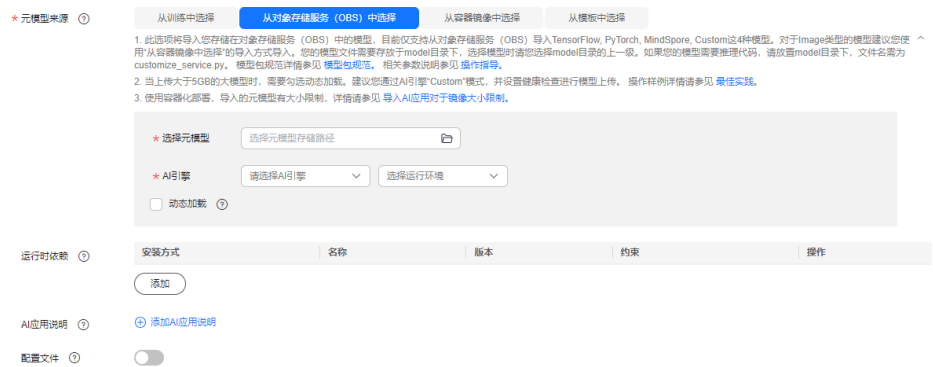 * 元模型来源 ?
从训练中选择 从对象存储服务（OBS）中选择 从容器镜像中选择 从模板中选择
1. 此选项将导入您存储在对象存储服务（OBS）中的模型，目前仅支持从对象存储服务（OBS）导入TensorFlow, PyTorch, MindSpore, Custom这4种模型。对于Image类型的模型建议您使
用“从容器镜像中选择”的导入方式导入。您的模型文件需要存放于model目录下，选择模型时请您选择model目录的上一级。如果您的模型需要推理代码，请放置model目录下，文件名为
customize_service.py。 模型包规范详情参见 模型包规范。 相关参数说明参见 操作指导。
2. 当上传大于5GB的大模型时，需要勾选动态加载。建议您通过AI引擎“Custom”模式，并设置健康检查进行模型上传。 操作样例详情请参见 最佳实践。
3. 使用容器化部署，导入的元模型有大小限制，详情请参见 导入AI应用对于镜像大小限制。
* 选择元模型 选择元模型存储路径
* AI引擎 请选择AI引擎 选择运行环境
动态加载 ?
运行时依赖 ?
安装方式 名称 版本 约束 操作
添加
AI应用说明 ? 添加AI应用说明
配置文件 ?